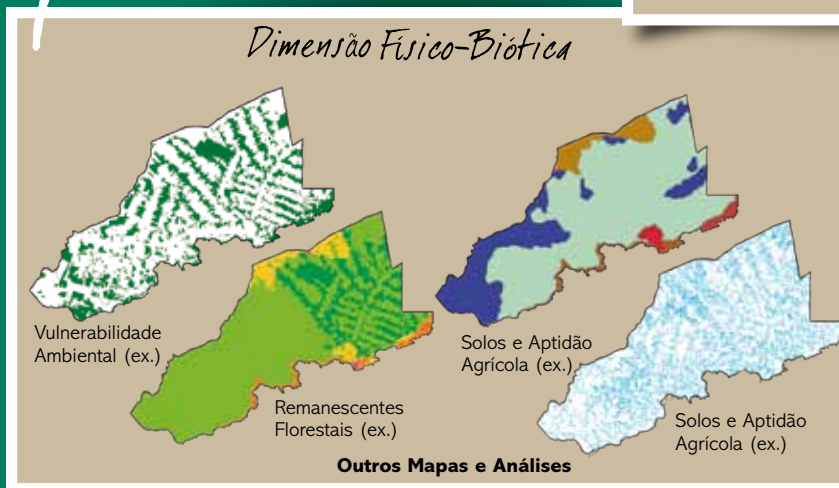 Dimensão Físico-Biótica
Vulnerabilidade
Ambiental (ex.)
Remanescentes
Florestais (ex.)
Solos e Aptidão
Agrícola (ex.)
Solos e Aptidão
Agrícola (ex.)
Outros Mapas e Análises